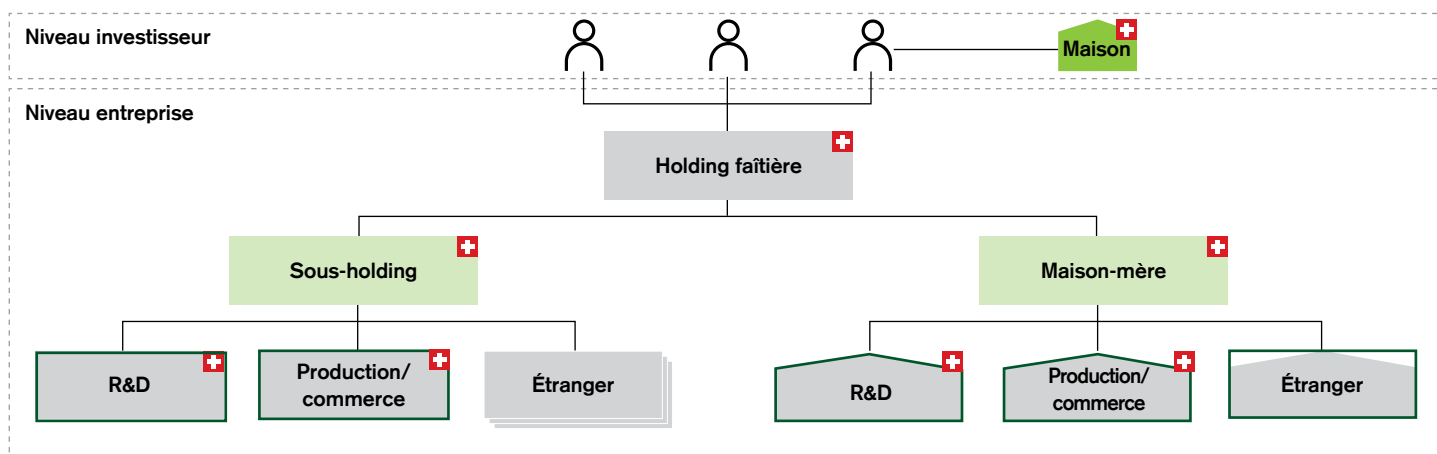 Niveau investisseur
Maison
Niveau entreprise
Holding faîtière
Sous-holding
Maison-mère
R&D
Production/
commerce
Étranger
R&D
Production/
commerce
Étranger